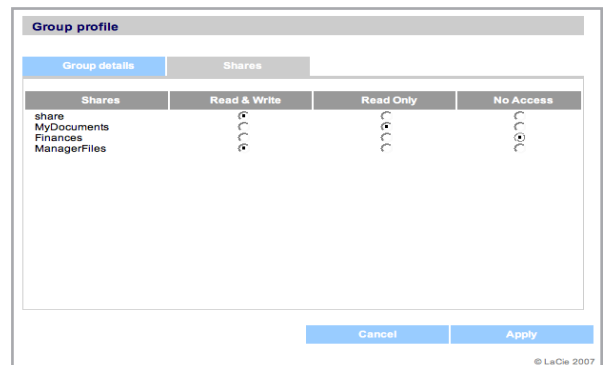 Group profile
Group details Shares
Shares Read & Write Read Only No Access
share
MyDocuments
Finances
ManagerFiles
Cancel Apply
© LaCie 2007